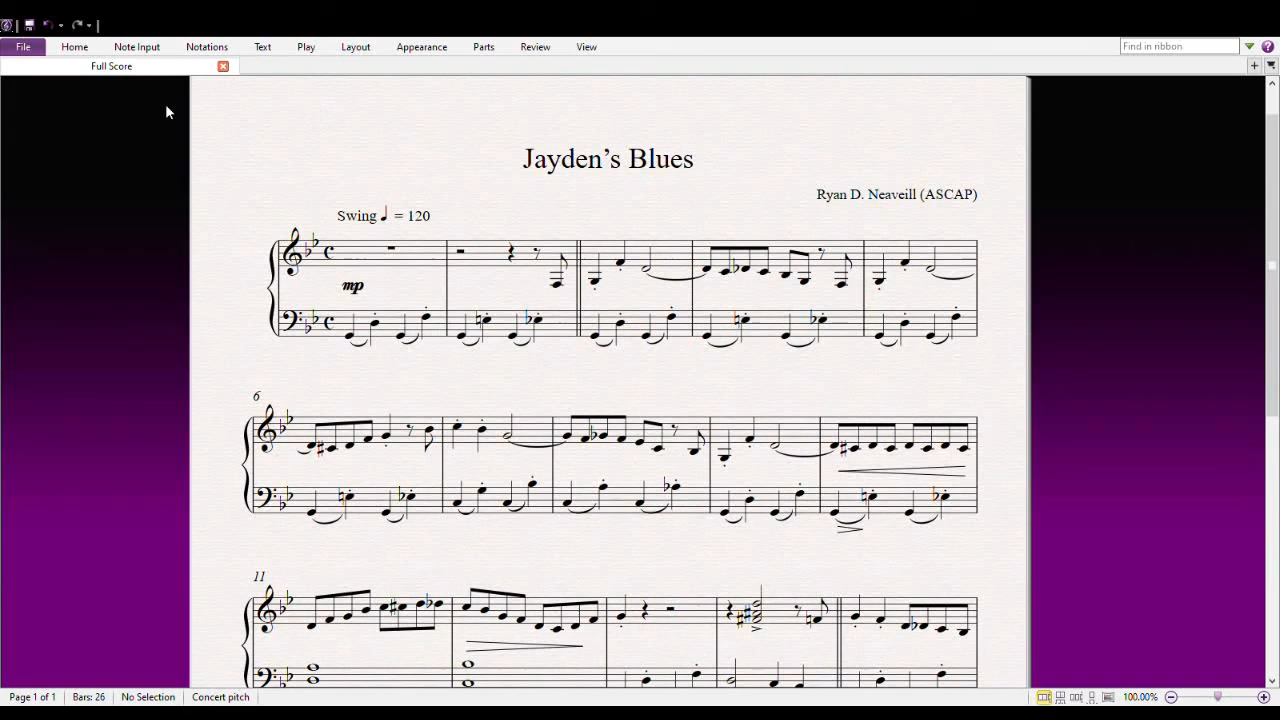 File Home Note Input Notations Text Play Layout Appearance Parts Review View Find in ribbon
Full Score
Jayden’s Blues
Ryan D. Neaveill (ASCAP)
Swing ♩ = 120
mp
6
11
Page 1 of 1 Bars: 26 No Selection Concert pitch 100.00%